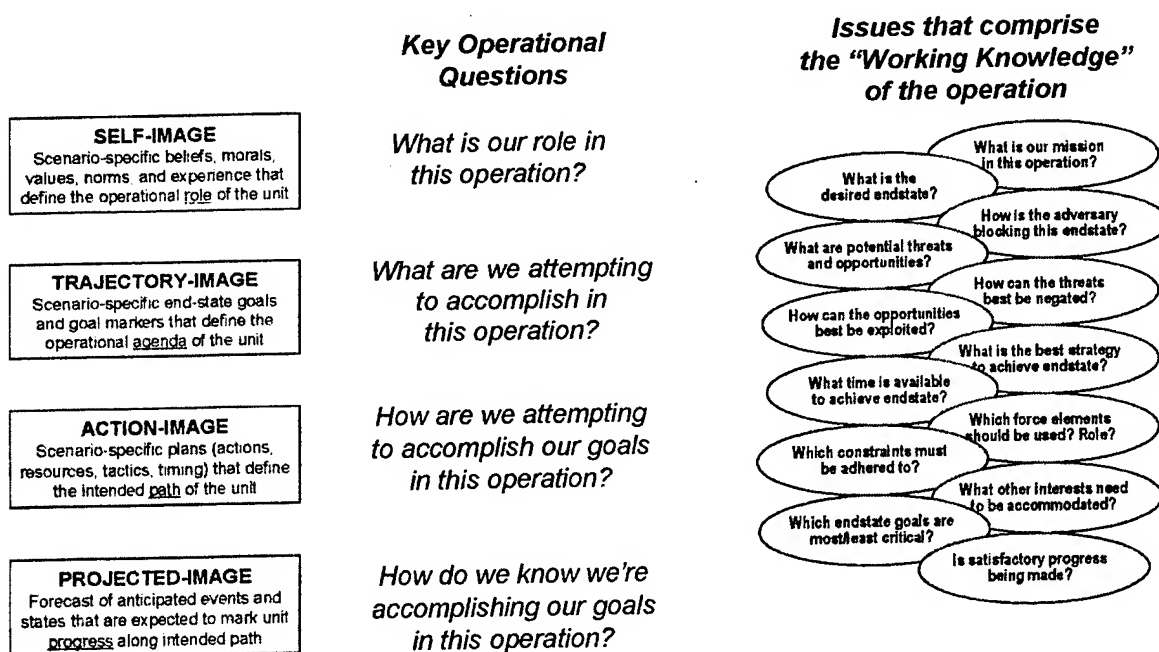 Key Operational
Questions
Issues that comprise
the “Working Knowledge”
of the operation
SELF-IMAGE
Scenario-specific beliefs, morals,
values, norms, and experience that
define the operational role of the unit
What is our role in
this operation?
TRAJECTORY-IMAGE
Scenario-specific end-state goals
and goal markers that define the
operational agenda of the unit
What are we attempting
to accomplish in
this operation?
ACTION-IMAGE
Scenario-specific plans (actions,
resources, tactics, timing) that define
the intended path of the unit
How are we attempting
to accomplish our goals
in this operation?
PROJECTED-IMAGE
Forecast of anticipated events and
states that are expected to mark unit
progress along intended path
How do we know we're
accomplishing our goals
in this operation?
What is our mission
in this operation?
What is the
desired endstate?
How is the adversary
blocking this endstate?
What are potential threats
and opportunities?
How can the threats
best be negated?
How can the opportunities
best be exploited?
What is the best strategy
to achieve endstate?
What time is available
to achieve endstate?
Which force elements
should be used? Role?
Which constraints must
be adhered to?
What other interests need
to be accommodated?
Which endstate goals are
most/least critical?
Is satisfactory progress
being made?